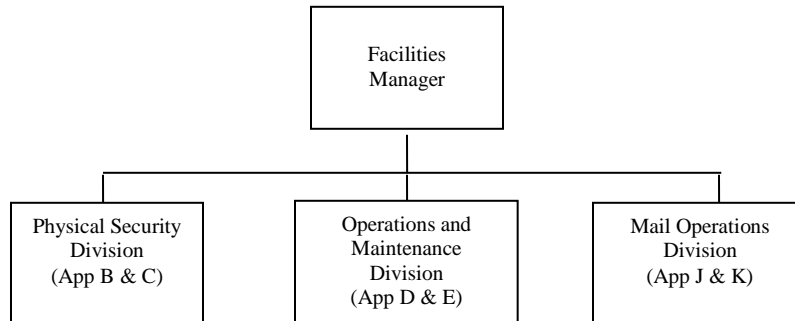 Facilities
Manager
Physical Security
Division
(App B & C)
Operations and
Maintenance
Division
(App D & E)
Mail Operations
Division
(App J & K)